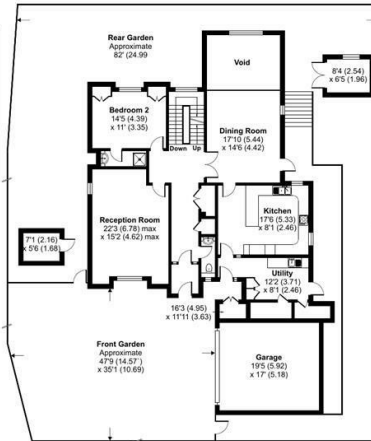 Rear Garden
Approximate
82' (24.99
Void
8'4 (2.54)
x 6'5 (1.96)
Bedroom 2
14'5 (4.39)
x 11' (3.35)
Down Up
Dining Room
17'10 (5.44)
x 14'6 (4.42)
Reception Room
22'3 (6.78) max
x 15'2 (4.62) max
Kitchen
17'6 (5.33)
x 8'1 (2.46)
7'1 (2.16)
x 5'6 (1.68)
Utility
12'2 (3.71)
x 8'1 (2.46)
16'3 (4.95)
x 11'11 (3.63)
Front Garden
Approximate
47'9 (14.57)
x 35'1 (10.69)
Garage
19'5 (5.92)
x 17' (5.18)